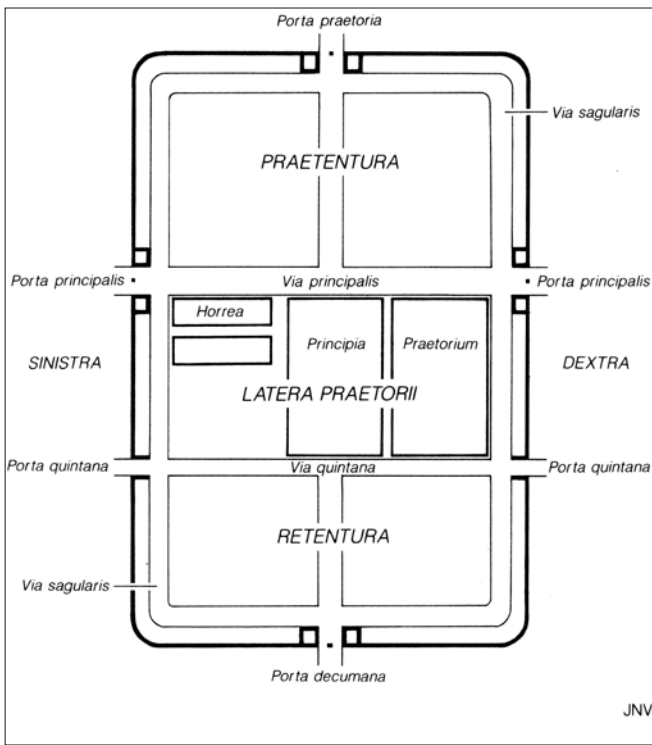 Porta praetoria
Via sagularis
PRAETENTURA
Porta principalis
Via principalis
Porta principalis
Horrea
Principia
Praetorium
SINISTRA
DEXTRA
LATERA PRAETORII
Porta quintana
Via quintana
Porta quintana
RETENTURA
Via sagularis
Porta decumana
JNV